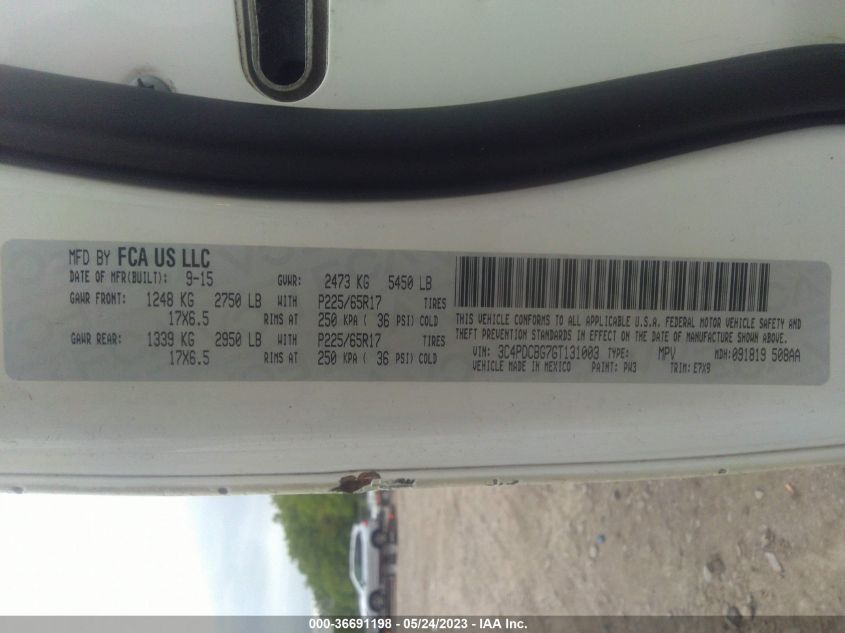 MFD BY FCA US LLC
DATE OF MFR(BUILT): 9-15 GVWR: 2473 KG 5450 LB
GAWR FRONT: 1248 KG 2750 LB WITH P225/65R17 TIRES
17X6.5 RIMS AT 250 KPA ( 36 PSI) COLD
GAWR REAR: 1339 KG 2950 LB WITH P225/65R17 TIRES
17X6.5 RIMS AT 250 KPA ( 36 PSI) COLD
THIS VEHICLE CONFORMS TO ALL APPLICABLE U.S.A. FEDERAL MOTOR VEHICLE SAFETY AND
THEFT PREVENTION STANDARDS IN EFFECT ON THE DATE OF MANUFACTURE SHOWN ABOVE.
VIN: 3C4PDCBG7GT131003 TYPE: MPV MDH:091819 508AA
VEHICLE MADE IN MEXICO PAINT: PW3 TRIM: E7X9
000-36691198 - 05/24/2023 - IAA Inc.